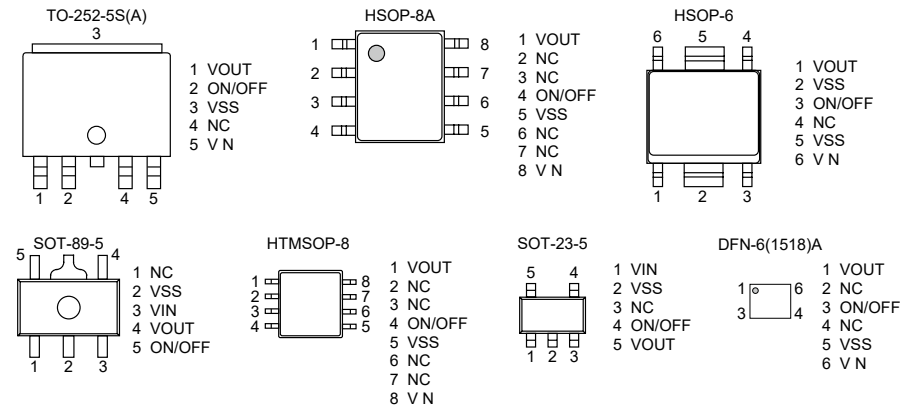 TO-252-5S(A)
3
1 VOUT
2 ON/OFF
3 VSS
4 NC
5 V N
1 2 4 5
HSOP-8A
1 8
2 7
3 6
4 5
1 VOUT
2 NC
3 NC
4 ON/OFF
5 VSS
6 NC
7 NC
8 V N
HSOP-6
6 5 4
1 VOUT
2 VSS
3 ON/OFF
4 NC
5 VSS
6 V N
1 2 3
SOT-89-5
5 4
1 NC
2 VSS
3 VIN
4 VOUT
5 ON/OFF
1 2 3
HTMSOP-8
1 8
2 7
3 6
4 5
1 VOUT
2 NC
3 NC
4 ON/OFF
5 VSS
6 NC
7 NC
8 V N
SOT-23-5
5 4
1 VIN
2 VSS
3 NC
4 ON/OFF
5 VOUT
1 2 3
DFN-6(1518)A
1 6
3 4
1 VOUT
2 NC
3 ON/OFF
4 NC
5 VSS
6 V N